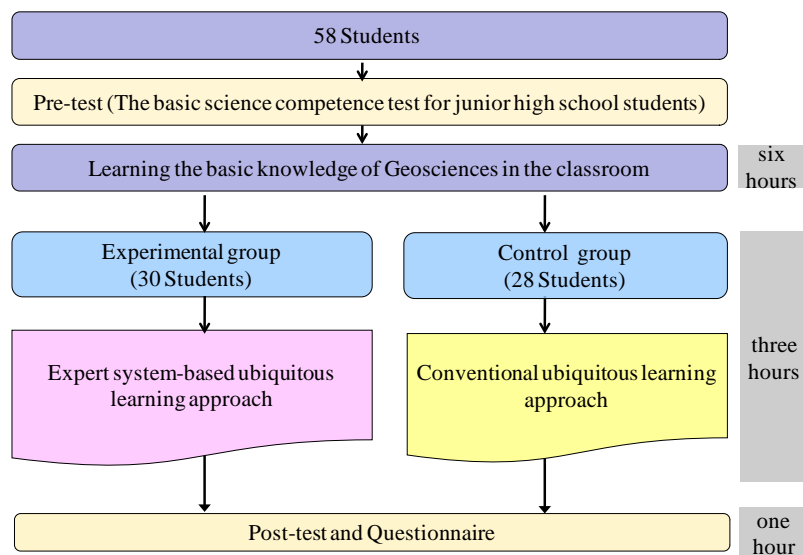 58 Students
Pre-test (The basic science competence test for junior high school students)
Learning the basic knowledge of Geosciences in the classroom
six
hours
Experimental group
(30 Students)
Control group
(28 Students)
Expert system-based ubiquitous
learning approach
Conventional ubiquitous learning
approach
three
hours
Post-test and Questionnaire
one
hour